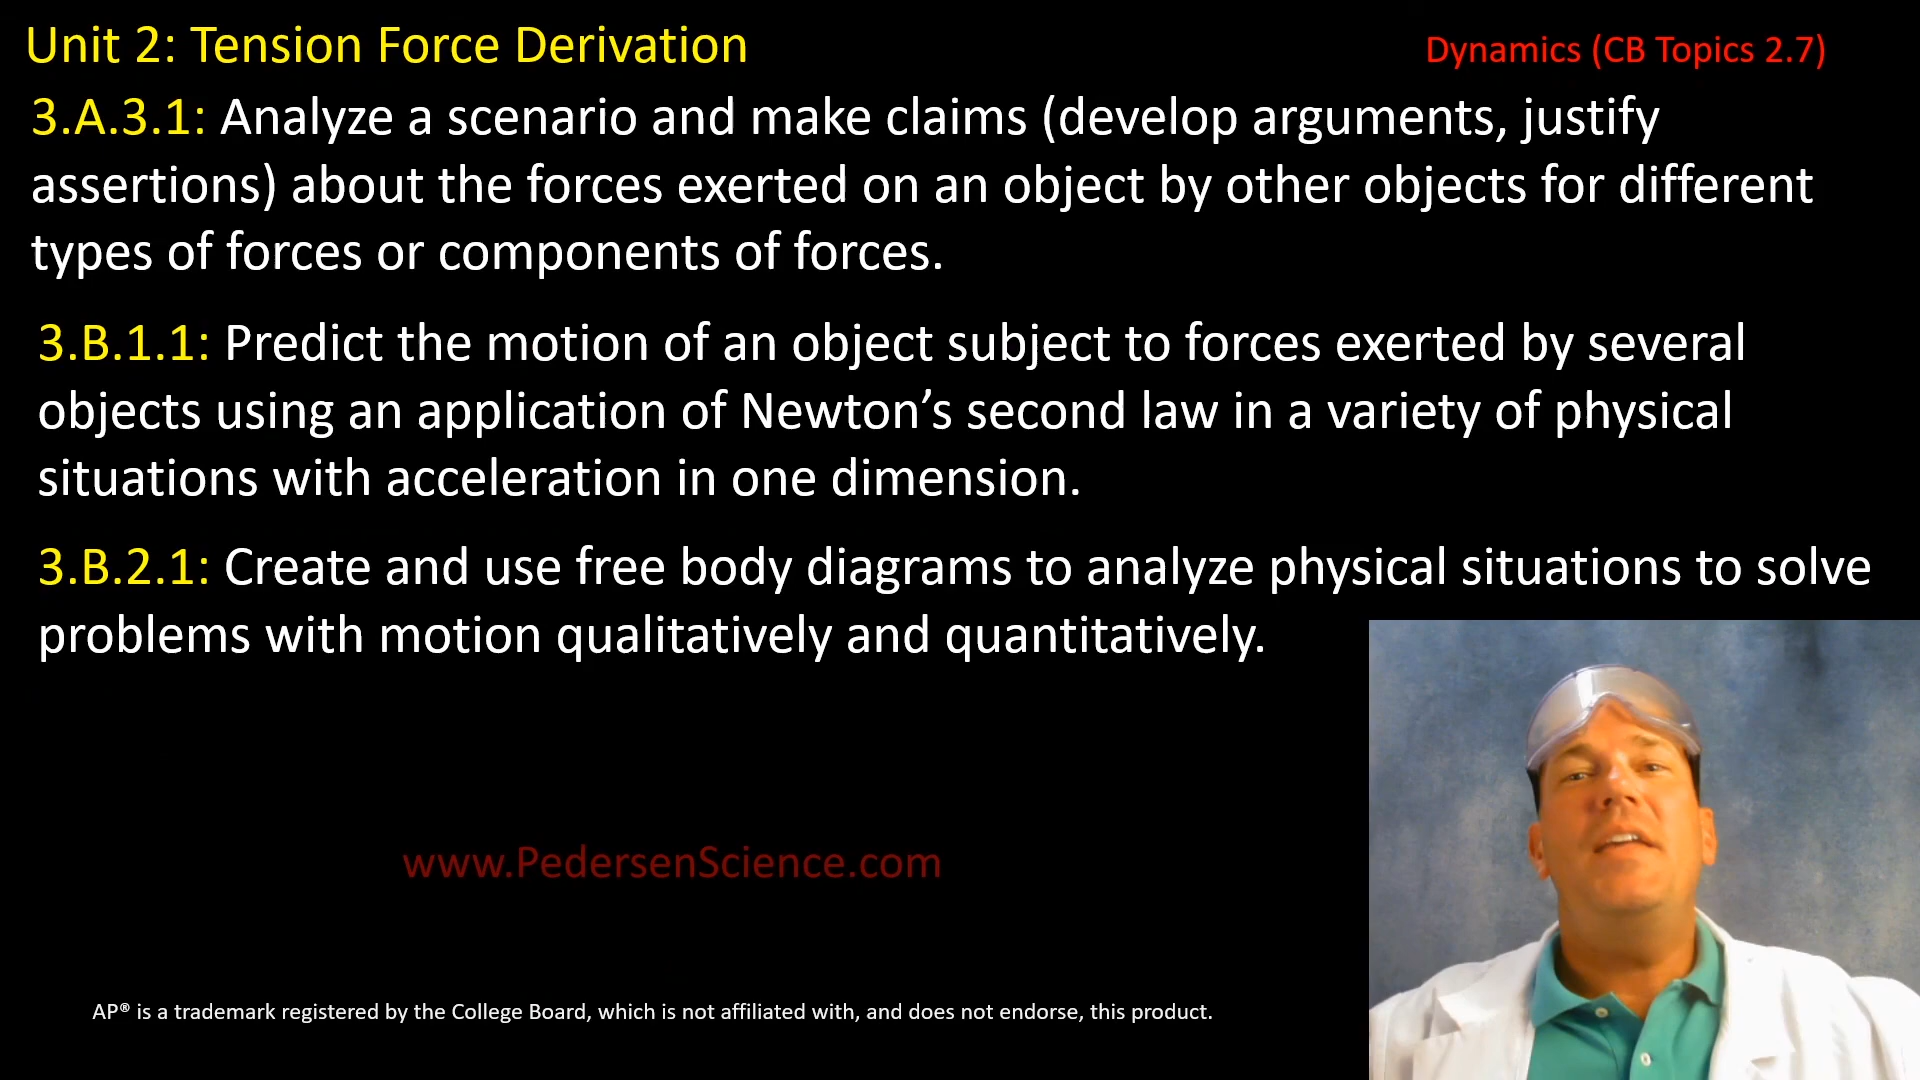 Unit 2: Tension Force Derivation
Dynamics (CB Topics 2.7)
3.A.3.1: Analyze a scenario and make claims (develop arguments, justify
assertions) about the forces exerted on an object by other objects for different
types of forces or components of forces.
3.B.1.1: Predict the motion of an object subject to forces exerted by several
objects using an application of Newton’s second law in a variety of physical
situations with acceleration in one dimension.
3.B.2.1: Create and use free body diagrams to analyze physical situations to solve
problems with motion qualitatively and quantitatively.
www.PedersenScience.com
AP® is a trademark registered by the College Board, which is not affiliated with, and does not endorse, this product.